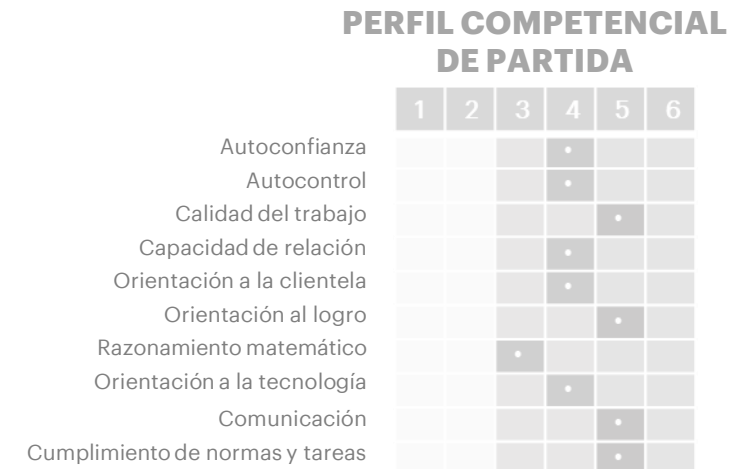 PERFIL COMPETENCIAL
DE PARTIDA
1 2 3 4 5 6
Autoconfianza
Autocontrol
Calidad del trabajo
Capacidad de relación
Orientación a la clientela
Orientación al logro
Razonamiento matemático
Orientación a la tecnología
Comunicación
Cumplimiento de normas y tareas